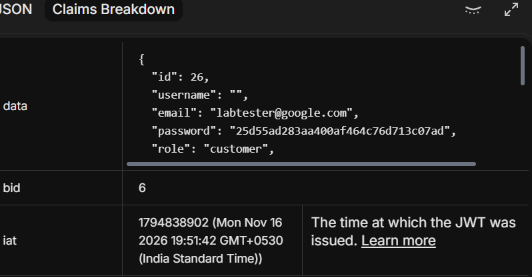 JSON Claims Breakdown
data
{
"id": 26,
"username": "",
"email": "labtester@google.com",
"password": "25d55ad283aa400af464c76d713c07ad",
"role": "customer",
bid 6
iat
1794838902 (Mon Nov 16
2026 19:51:42 GMT+0530
(India Standard Time))
The time at which the JWT was
issued. Learn more